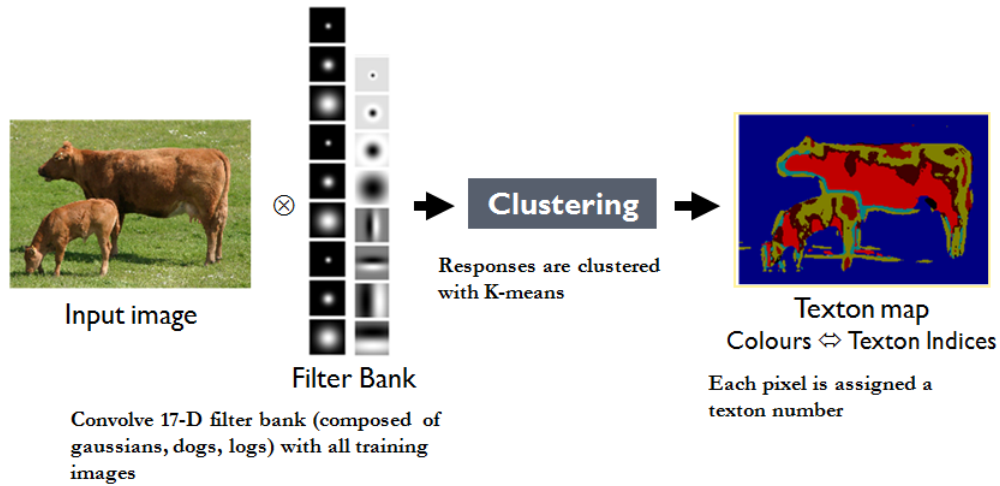 ⊗
Clustering
Input image
Filter Bank
Convolve 17-D filter bank (composed of
gaussians, dogs, logs) with all training
images
Responses are clustered
with K-means
Texton map
Colours ⇔ Texton Indices
Each pixel is assigned a
texton number